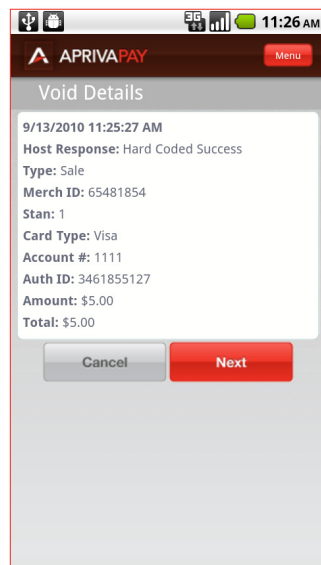 3G 11:26 AM
APRIVAPAY Menu
Void Details
9/13/2010 11:25:27 AM
Host Response: Hard Coded Success
Type: Sale
Merch ID: 65481854
Stan: 1
Card Type: Visa
Account #: 1111
Auth ID: 3461855127
Amount: $5.00
Total: $5.00
Cancel Next